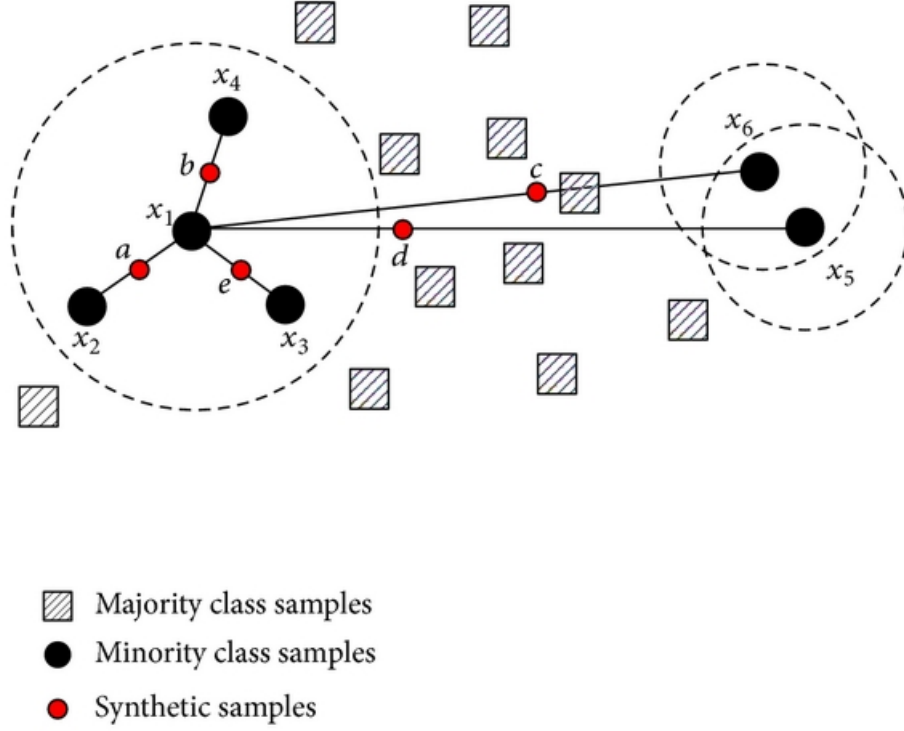 x4
x6
b
c
x1
a
d
e
x5
x2
x3
Majority class samples
Minority class samples
Synthetic samples